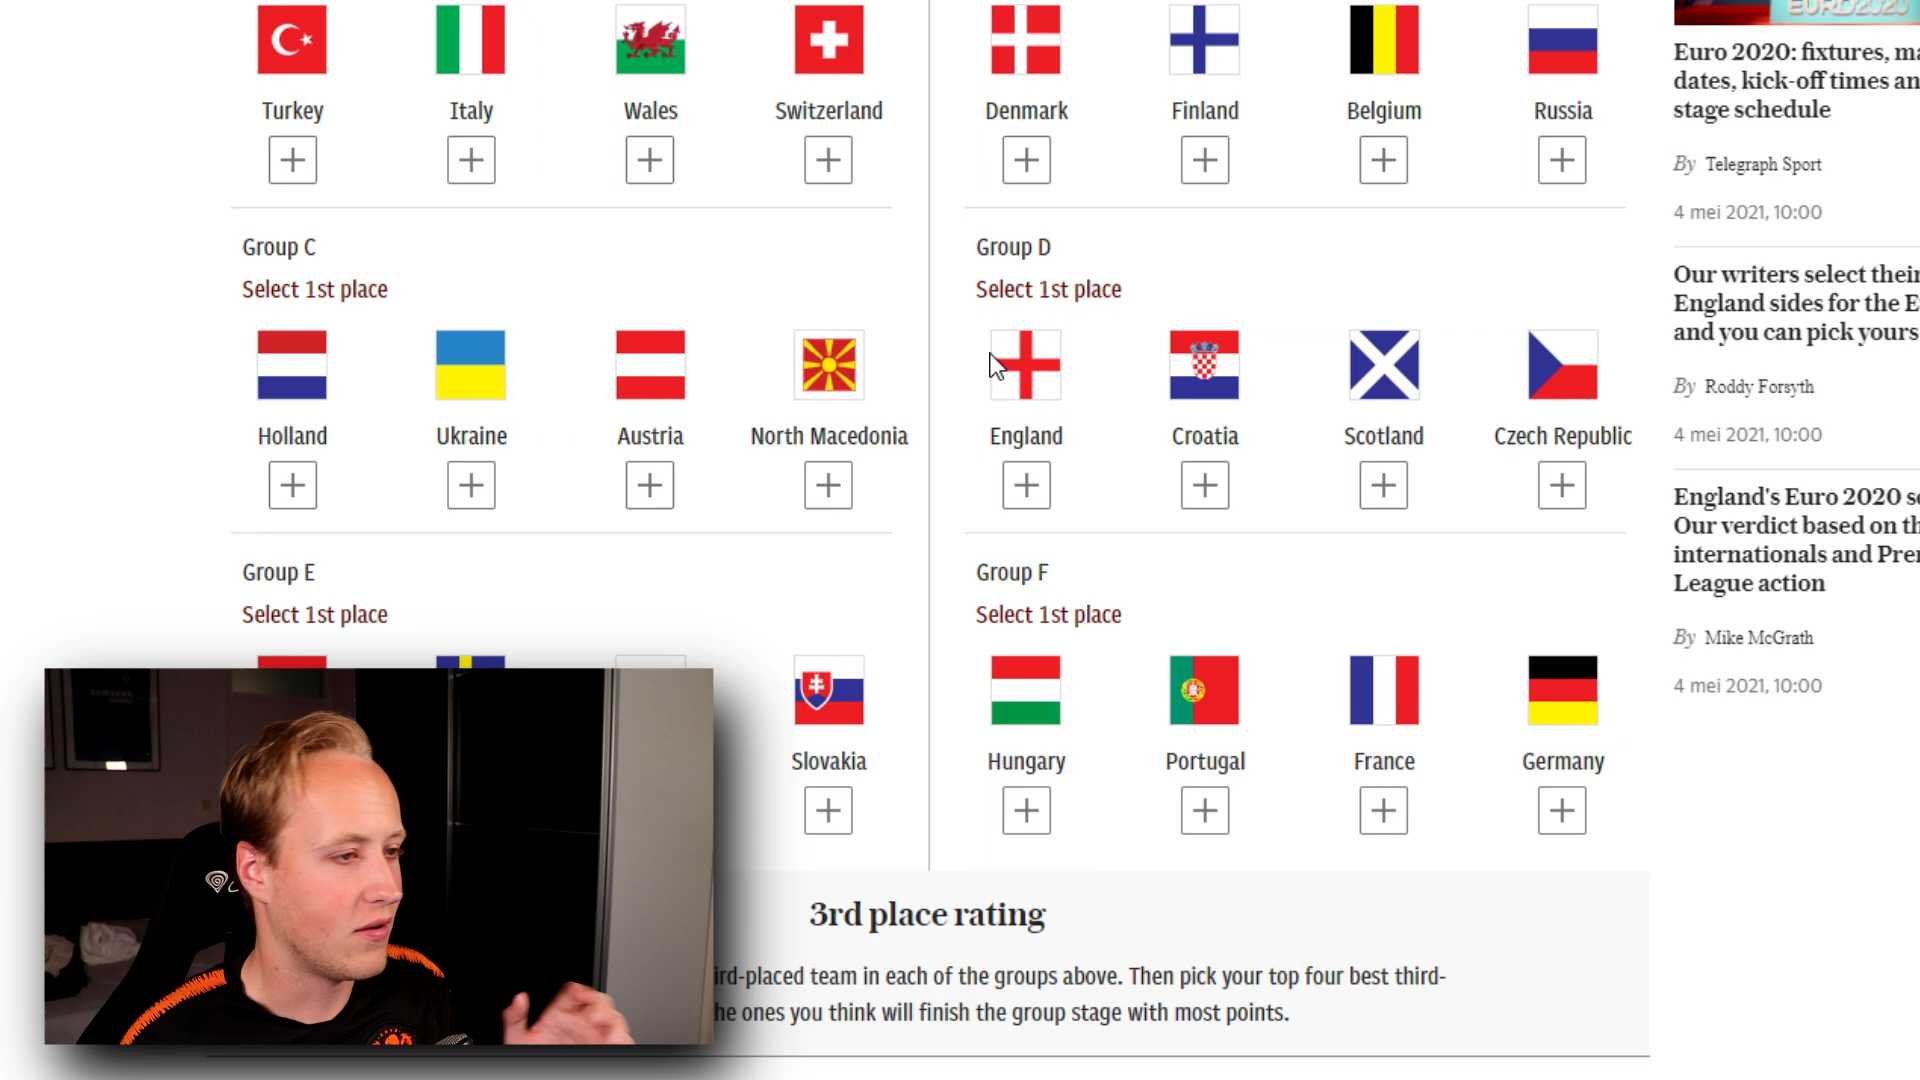 EURO2020
Turkey Italy Wales Switzerland Denmark Finland Belgium Russia
Group C Group D
Select 1st place Select 1st place
Holland Ukraine Austria North Macedonia England Croatia Scotland Czech Republic
Group E Group F
Select 1st place Select 1st place
Slovakia Hungary Portugal France Germany
3rd place rating
ird-placed team in each of the groups above. Then pick your top four best third-
he ones you think will finish the group stage with most points.
Euro 2020: fixtures, ma
dates, kick-off times an
stage schedule
By Telegraph Sport
4 mei 2021, 10:00
Our writers select their
England sides for the E
and you can pick yours
By Roddy Forsyth
4 mei 2021, 10:00
England's Euro 2020 s
Our verdict based on th
internationals and Pre
League action
By Mike McGrath
4 mei 2021, 10:00
SAMSUNG